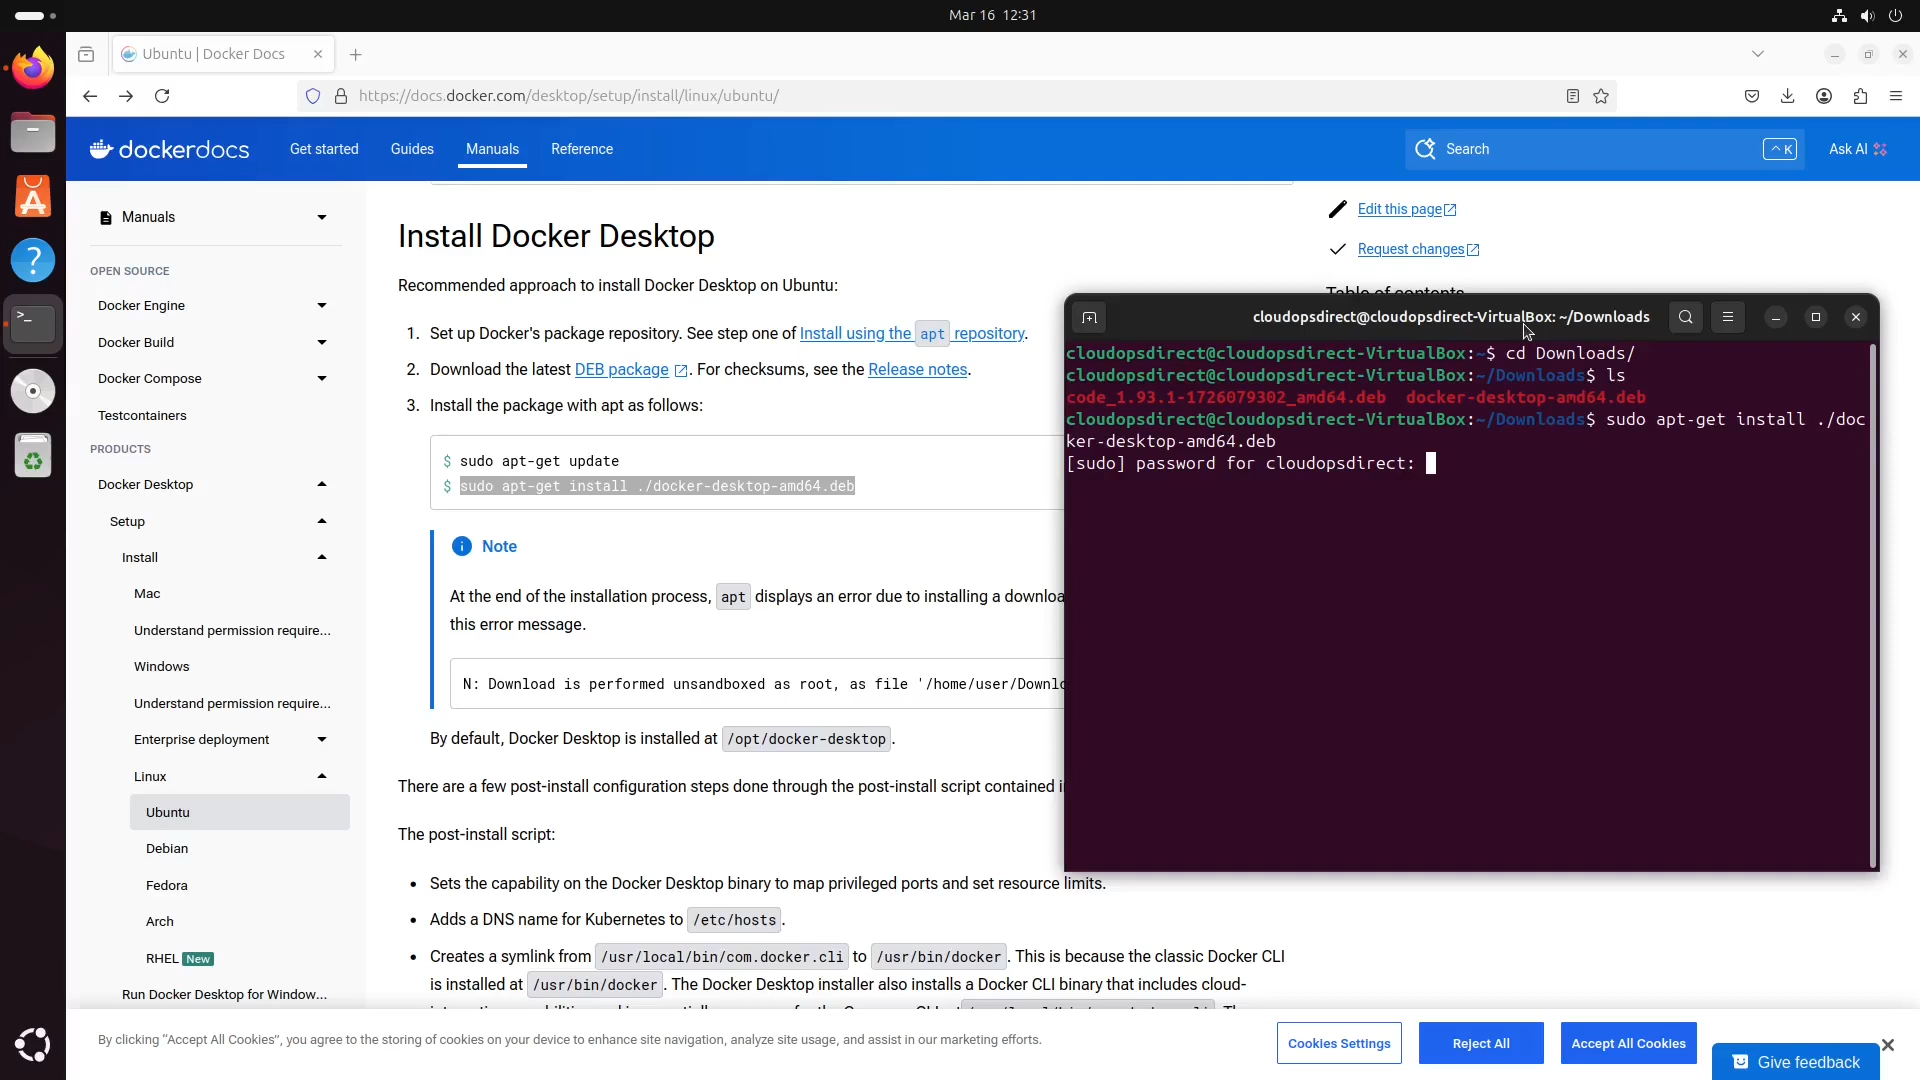 Mar 16 12:31
Ubuntu | Docker Docs
https://docs.docker.com/desktop/setup/install/linux/ubuntu/
dockerdocs
Get started
Guides
Manuals
Reference
Search
^ K
Ask AI
Manuals
OPEN SOURCE
Docker Engine
Docker Build
Docker Compose
Testcontainers
PRODUCTS
Docker Desktop
Setup
Install
Mac
Understand permission require...
Windows
Understand permission require...
Enterprise deployment
Linux
Ubuntu
Debian
Fedora
Arch
RHEL New
Run Docker Desktop for Window...
Install Docker Desktop
Recommended approach to install Docker Desktop on Ubuntu:
1. Set up Docker's package repository. See step one of Install using the apt repository.
2. Download the latest DEB package. For checksums, see the Release notes.
3. Install the package with apt as follows:
$ sudo apt-get update
$ sudo apt-get install ./docker-desktop-amd64.deb
Note
At the end of the installation process, apt displays an error due to installing a downloa
this error message.
N: Download is performed unsandboxed as root, as file '/home/user/Downlo
By default, Docker Desktop is installed at /opt/docker-desktop.
There are a few post-install configuration steps done through the post-install script contained i
The post-install script:
• Sets the capability on the Docker Desktop binary to map privileged ports and set resource limits.
• Adds a DNS name for Kubernetes to /etc/hosts.
• Creates a symlink from /usr/local/bin/com.docker.cli to /usr/bin/docker. This is because the classic Docker CLI
is installed at /usr/bin/docker. The Docker Desktop installer also installs a Docker CLI binary that includes cloud-
Edit this page
Request changes
Table of contents
cloudopsdirect@cloudopsdirect-VirtualBox: ~/Downloads
cloudopsdirect@cloudopsdirect-VirtualBox:~$ cd Downloads/
cloudopsdirect@cloudopsdirect-VirtualBox:~/Downloads$ ls
code_1.93.1-1726079302_amd64.deb docker-desktop-amd64.deb
cloudopsdirect@cloudopsdirect-VirtualBox:~/Downloads$ sudo apt-get install ./doc
ker-desktop-amd64.deb
[sudo] password for cloudopsdirect:
By clicking “Accept All Cookies”, you agree to the storing of cookies on your device to enhance site navigation, analyze site usage, and assist in our marketing efforts.
Cookies Settings
Reject All
Accept All Cookies
Give feedback